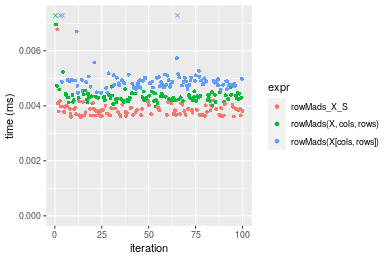 0.006
0.004
0.002
0.000
time (ms)
0
25
50
75
100
iteration
expr
rowMads_X_S
rowMads(X, cols, rows)
rowMads(X[cols, rows])